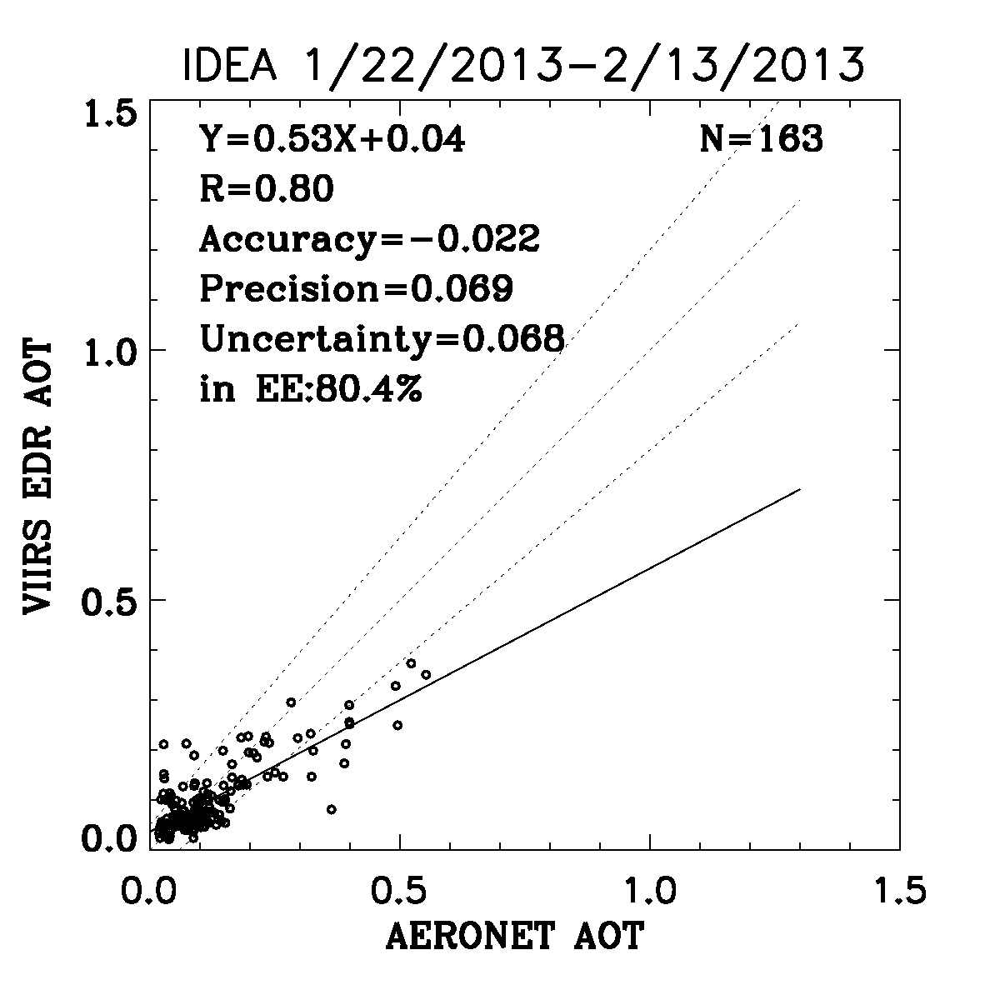 IDEA 1/22/2013-2/13/2013
1.5
Y=0.53X+0.04
N=163
R=0.80
Accuracy=-0.022
Precision=0.069
Uncertainty=0.068
in EE:80.4%
1.0
0.5
0.0
VIIRS EDR AOT
0.0 0.5 1.0 1.5
AERONET AOT